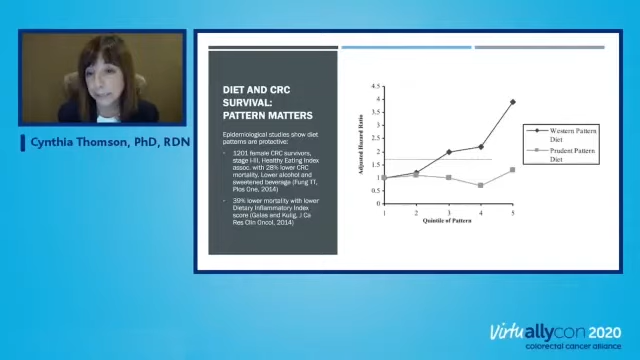 Cynthia Thomson, PhD, RDN
DIET AND CRC
SURVIVAL:
PATTERN MATTERS
Epidemiological studies show diet
patterns are protective:
• 1201 female CRC survivors,
stage I-III, Healthy Eating Index
assoc. with 28% lower CRC
mortality. Lower alcohol and
sweetened beverage (Fung TT,
Plos One, 2014)
• 39% lower mortality with lower
Dietary Inflammatory Index
score (Galas and Kulig, J Ca
Res Clin Oncol, 2014)
Adjusted Hazard Ratio
4.5
4
3.5
3
2.5
2
1.5
1
0.5
0
1 2 3 4 5
Quintile of Pattern
Western Pattern
Diet
Prudent Pattern
Diet
Virtu allycon 2020
colorectal cancer alliance